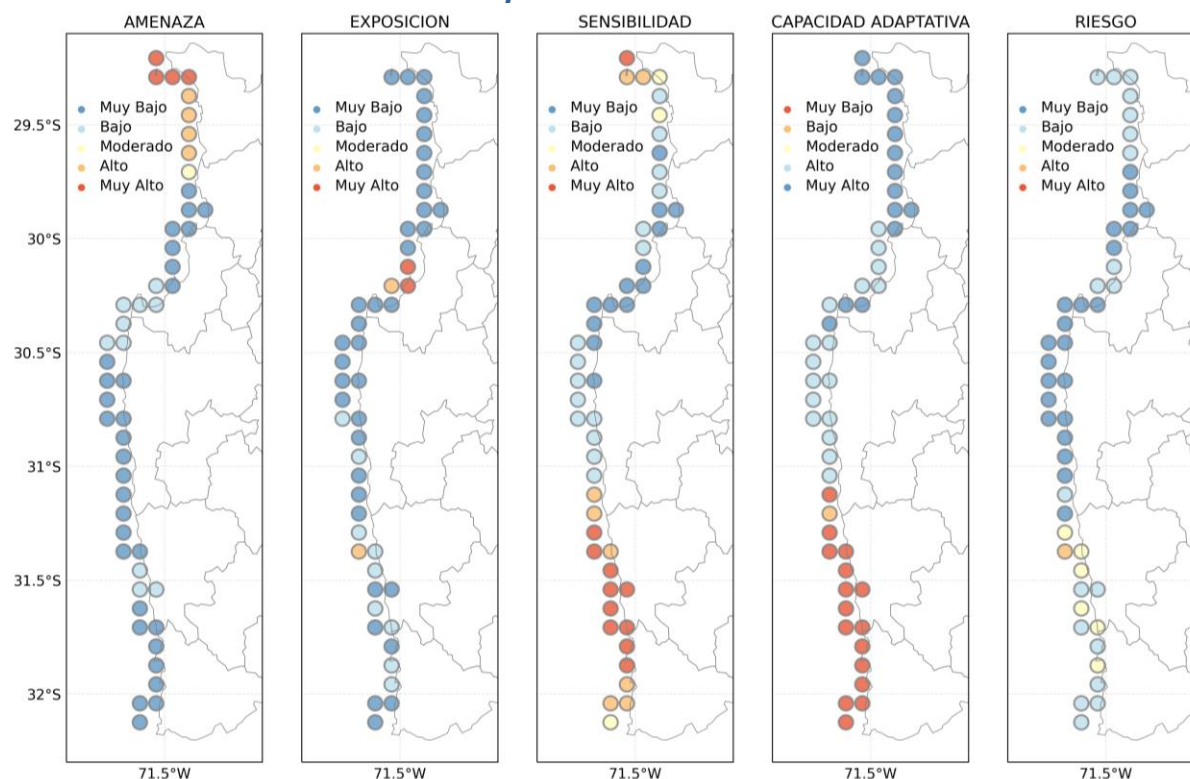 AMENAZA
EXPOSICION
SENSIBILIDAD
CAPACIDAD ADAPTATIVA
RIESGO
Muy Bajo
Bajo
Moderado
Alto
Muy Alto
Muy Bajo
Bajo
Moderado
Alto
Muy Alto
Muy Bajo
Bajo
Moderado
Alto
Muy Alto
Muy Bajo
Bajo
Moderado
Alto
Muy Alto
Muy Bajo
Bajo
Moderado
Alto
Muy Alto
29.5°S
30°S
30.5°S
31°S
31.5°S
32°S
71.5°W
71.5°W
71.5°W
71.5°W
71.5°W